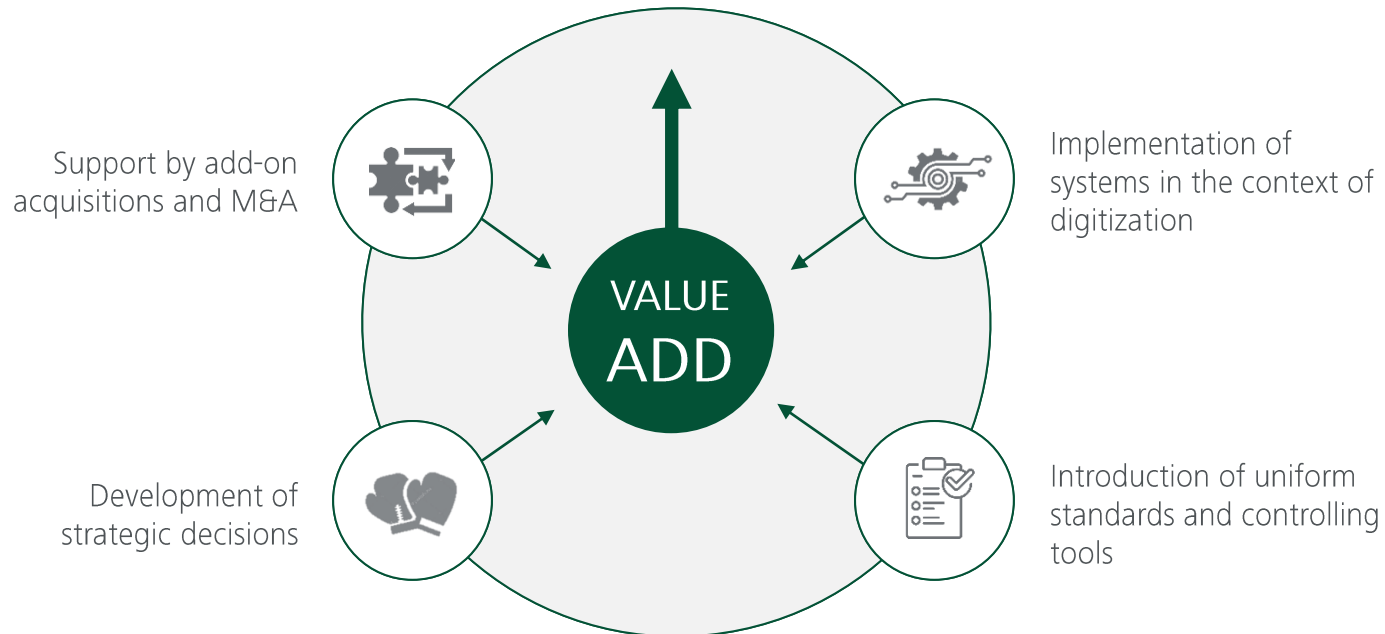 Support by add-on
acquisitions and M&A
Implementation of
systems in the context of
digitization
VALUE
ADD
Development of
strategic decisions
Introduction of uniform
standards and controlling
tools